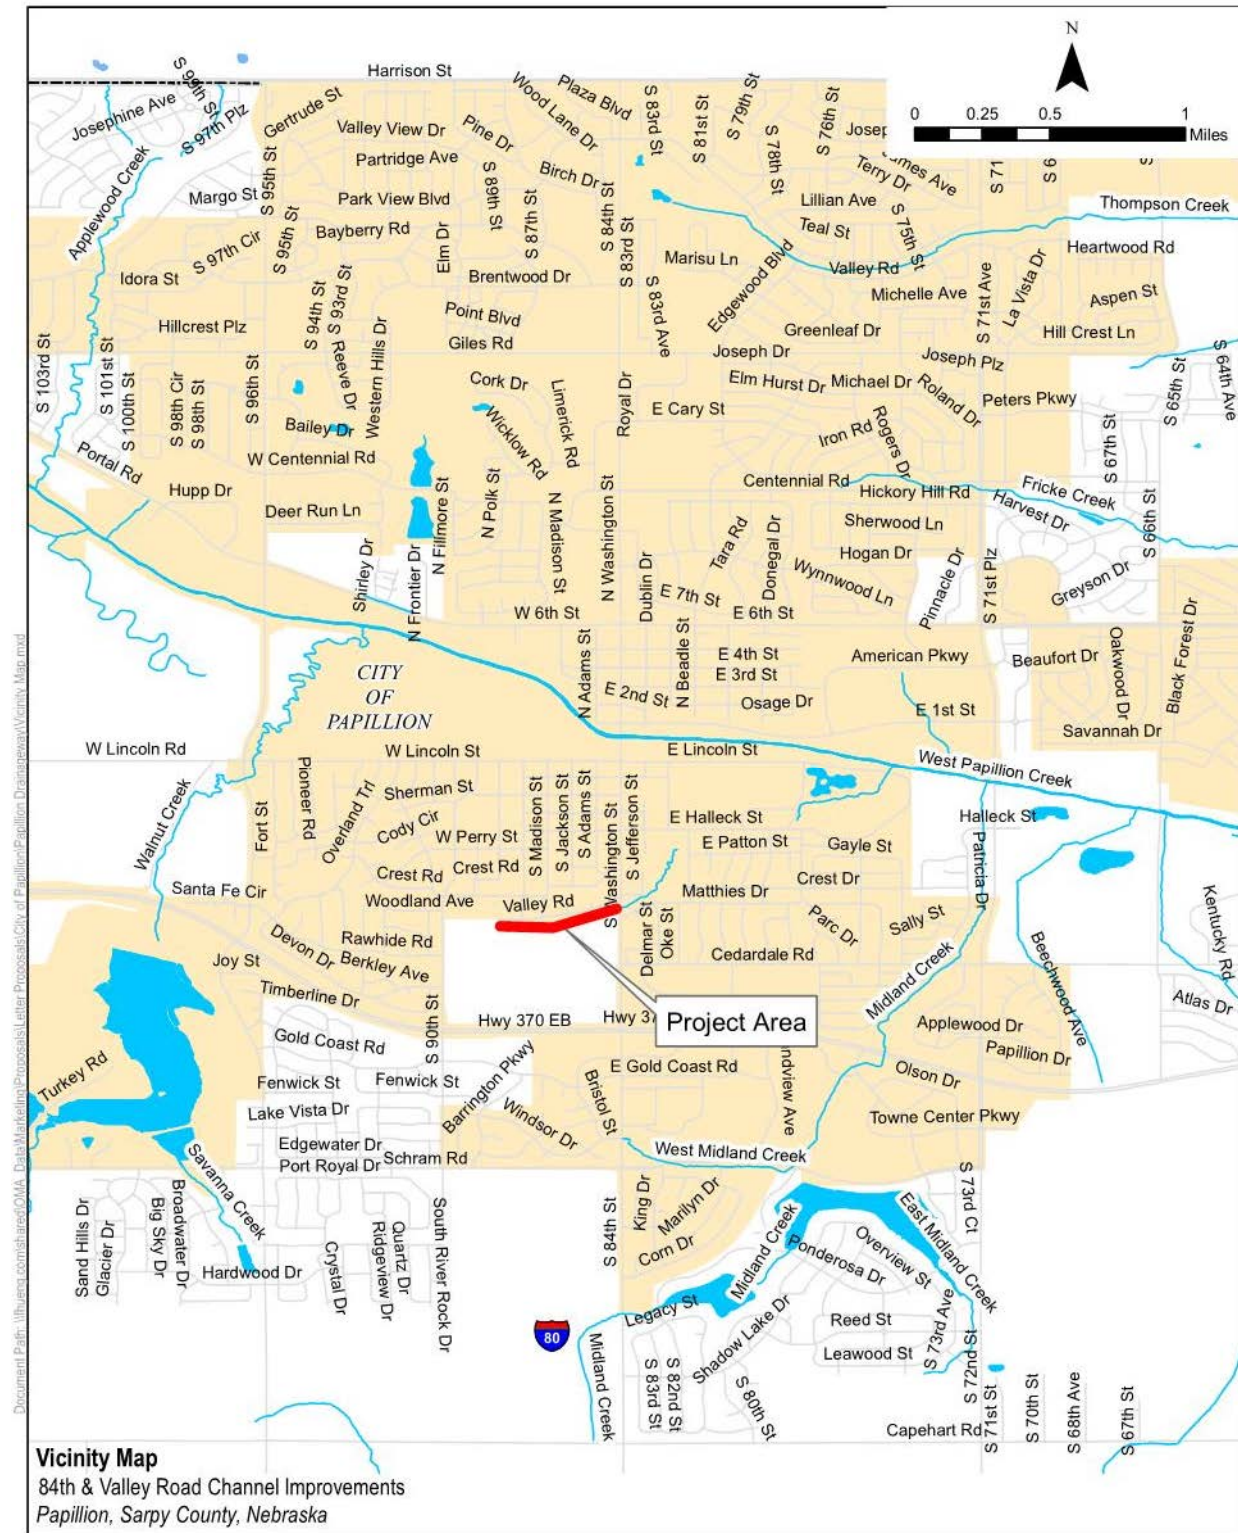 N
0 0.25 0.5 1
Miles
Harrison St
S 99th St
Josephine Ave
S 97th Plz
Gertrude St
Valley View Dr
Pine Dr
Wood Lane Dr
Plaza Blvd
S 83rd St
S 81st St
S 79th St
S 78th St
S 76th St
Partridge Ave
Birch Dr
Terry Dr
S 71
Applewood Creek
Margo St
S 95th St
Park View Blvd
S 89th St
S 87th St
S 84th St
Lillian Ave
Thompson Creek
S 97th Cir
S 95th St
Bayberry Rd
Elm Dr
S 83rd St
Teal St
S 75th St
Heartwood Rd
Marisu Ln
Edgewood Blvd
Valley Rd
La Vista Dr
Idora St
Brentwood Dr
S 83rd Ave
Michelle Ave
S 71st Ave
Aspen St
S 94th St
S 93rd St
Hillcrest Plz
Point Blvd
Giles Rd
Greenleaf Dr
Hill Crest Ln
Joseph Dr
Joseph Plz
S 103rd St
S 101st St
S 100th St
S 98th Cir
S 98th St
S 96th St
Reeve Dr
Western Hills Dr
Cork Dr
Limerick Rd
Royal Dr
Elm Hurst Dr
Michael Dr
Roland Dr
Peters Pkwy
S 65th St
S 64th Ave
E Cary St
Bailey Dr
Wicklow Rd
Iron Rd
Rogers Dr
S 67th St
Portal Rd
W Centennial Rd
Hupp Dr
Deer Run Ln
N Fillmore St
N Polk St
N Madison St
N Washington St
Centennial Rd
Hickory Hill Rd
Fricke Creek
Harvest Dr
S 66th St
Sherwood Ln
Hogan Dr
Tara Rd
Donegal Dr
Wynnwood Ln
Pinnacle Dr
S 71st Plz
Greyson Dr
Shirley Dr
N Frontier Dr
W 6th St
Dublin Dr
E 7th St
E 6th St
Black Forest Dr
CITY
OF
PAPILLION
N Adams St
N Beadle St
E 4th St
E 3rd St
E 2nd St
Osage Dr
American Pkwy
Beaufort Dr
Oakwood Dr
E 1st St
Savannah Dr
W Lincoln Rd
W Lincoln St
E Lincoln St
West Papillion Creek
Walnut Creek
Fort St
Pioneer Rd
Overland Trl
Sherman St
Cody Cir
W Perry St
Crest Rd
Crest Rd
S Madison St
S Jackson St
S Adams St
S Washington St
S Jefferson St
E Halleck St
E Patton St
Gayle St
Halleck St
Patricia Dr
Santa Fe Cir
Woodland Ave
Valley Rd
Matthies Dr
Crest Dr
Parc Dr
Sally St
Kentucky Rd
Devon Dr
Rawhide Rd
Berkley Ave
Delmar St
Oke St
Cedardale Rd
Joy St
Timberline Dr
Midland Creek
Beechwood Ave
Atlas Dr
Gold Coast Rd
S 90th St
Hwy 370 EB
Hwy 37
Project Area
Applewood Dr
Papillion Dr
Turkey Rd
Fenwick St
Fenwick St
Barrington Pkwy
E Gold Coast Rd
ndview Ave
Olson Dr
Lake Vista Dr
Windsor Dr
Bristol St
Towne Center Pkwy
Edgewater Dr
Port Royal Dr
Schram Rd
West Midland Creek
Savanna Creek
Sand Hills Dr
Glacier Dr
Big Sky Dr
Broadwater Dr
Hardwood Dr
Crystal Dr
Ridgeview Dr
Quartz Dr
South River Rock Dr
S 84th St
King Dr
Marilyn Dr
Corn Dr
Midland Creek
Ponderosa Dr
Overview St
East Midland Creek
S 73rd Ct
Legacy St
Shadow Lake Dr
Reed St
Leawood St
S 73rd Ave
S 72nd St
80
Midland Creek
S 83rd St
S 82nd St
S 80th St
Capehart Rd
S 71st St
S 70th St
S 68th Ave
S 67th St
Vicinity Map
84th & Valley Road Channel Improvements
Papillion, Sarpy County, Nebraska